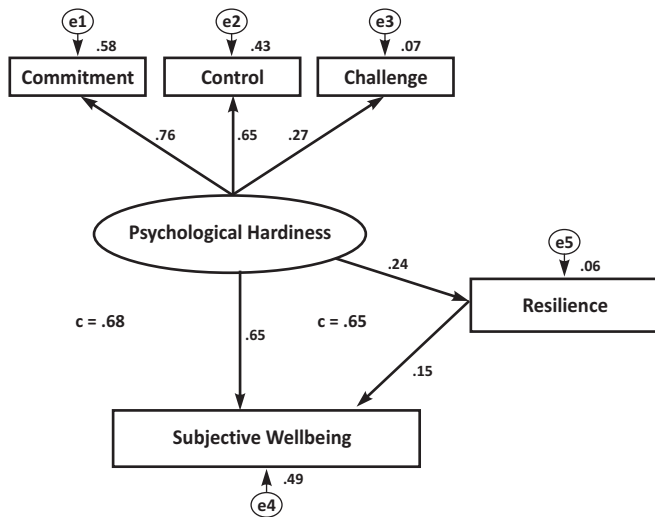 e1
e2
e3
.58
.43
.07
Commitment
Control
Challenge
.76
.65
.27
Psychological Hardiness
e5
.24
.06
Resilience
c = .68
c = .65
.65
.15
Subjective Wellbeing
.49
e4